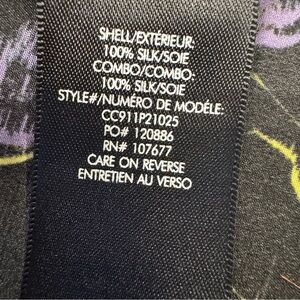 SHELL/EXTÉRIEUR:
100% SILK/SOIE
COMBO/COMBO:
100% SILK/SOIE
STYLE#/NUMÉRO DE MODÈLE:
CC911P21025
PO# 120886
RN# 107677
CARE ON REVERSE
ENTRETIEN AU VERSO